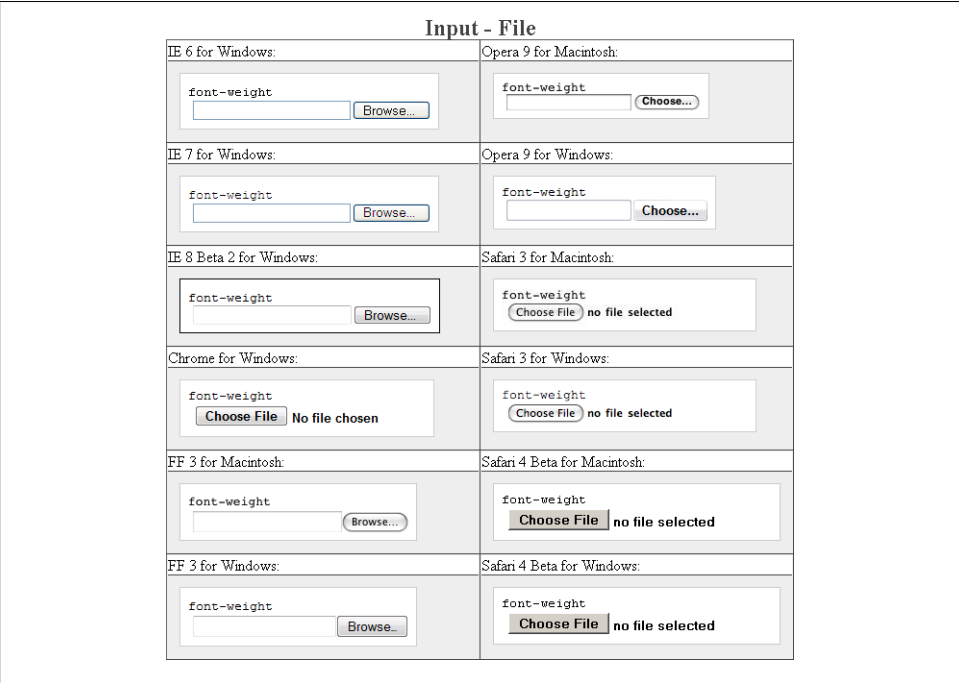 Input - File
IE 6 for Windows:
font-weight
Browse...
Opera 9 for Macintosh:
font-weight
Choose...
IE 7 for Windows:
font-weight
Browse...
Opera 9 for Windows:
font-weight
Choose...
IE 8 Beta 2 for Windows:
font-weight
Browse...
Safari 3 for Macintosh:
font-weight
Choose File no file selected
Chrome for Windows:
font-weight
Choose File No file chosen
Safari 3 for Windows:
font-weight
Choose File no file selected
FF 3 for Macintosh:
font-weight
Browse...
Safari 4 Beta for Macintosh:
font-weight
Choose File no file selected
FF 3 for Windows:
font-weight
Browse...
Safari 4 Beta for Windows:
font-weight
Choose File no file selected